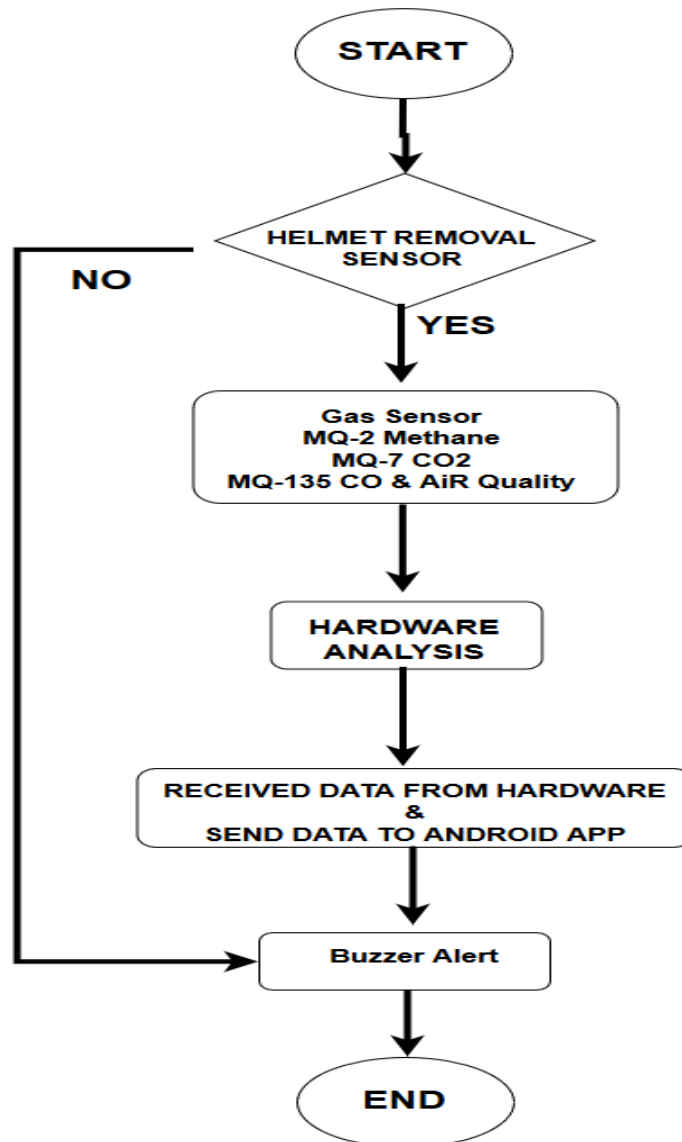 START
HELMET REMOVAL
SENSOR
NO
YES
Gas Sensor
MQ-2 Methane
MQ-7 CO2
MQ-135 CO & AiR Quality
HARDWARE
ANALYSIS
RECEIVED DATA FROM HARDWARE
&
SEND DATA TO ANDROID APP
Buzzer Alert
END